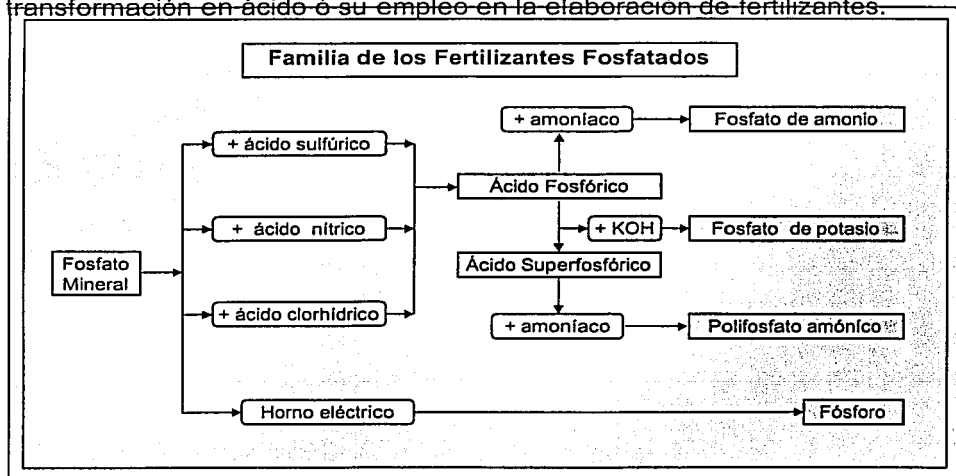 transformación en ácido ó su empleo en la elaboración de fertilizantes.
Familia de los Fertilizantes Fosfatados
+ amoníaco
Fosfato de amonio
+ ácido sulfúrico
Ácido Fosfórico
+ ácido nítrico
+ KOH
Fosfato de potasio
Fosfato
Mineral
Ácido Superfosfórico
+ ácido clorhídrico
+ amoníaco
Polifosfato amóníco
Horno eléctrico
Fósforo